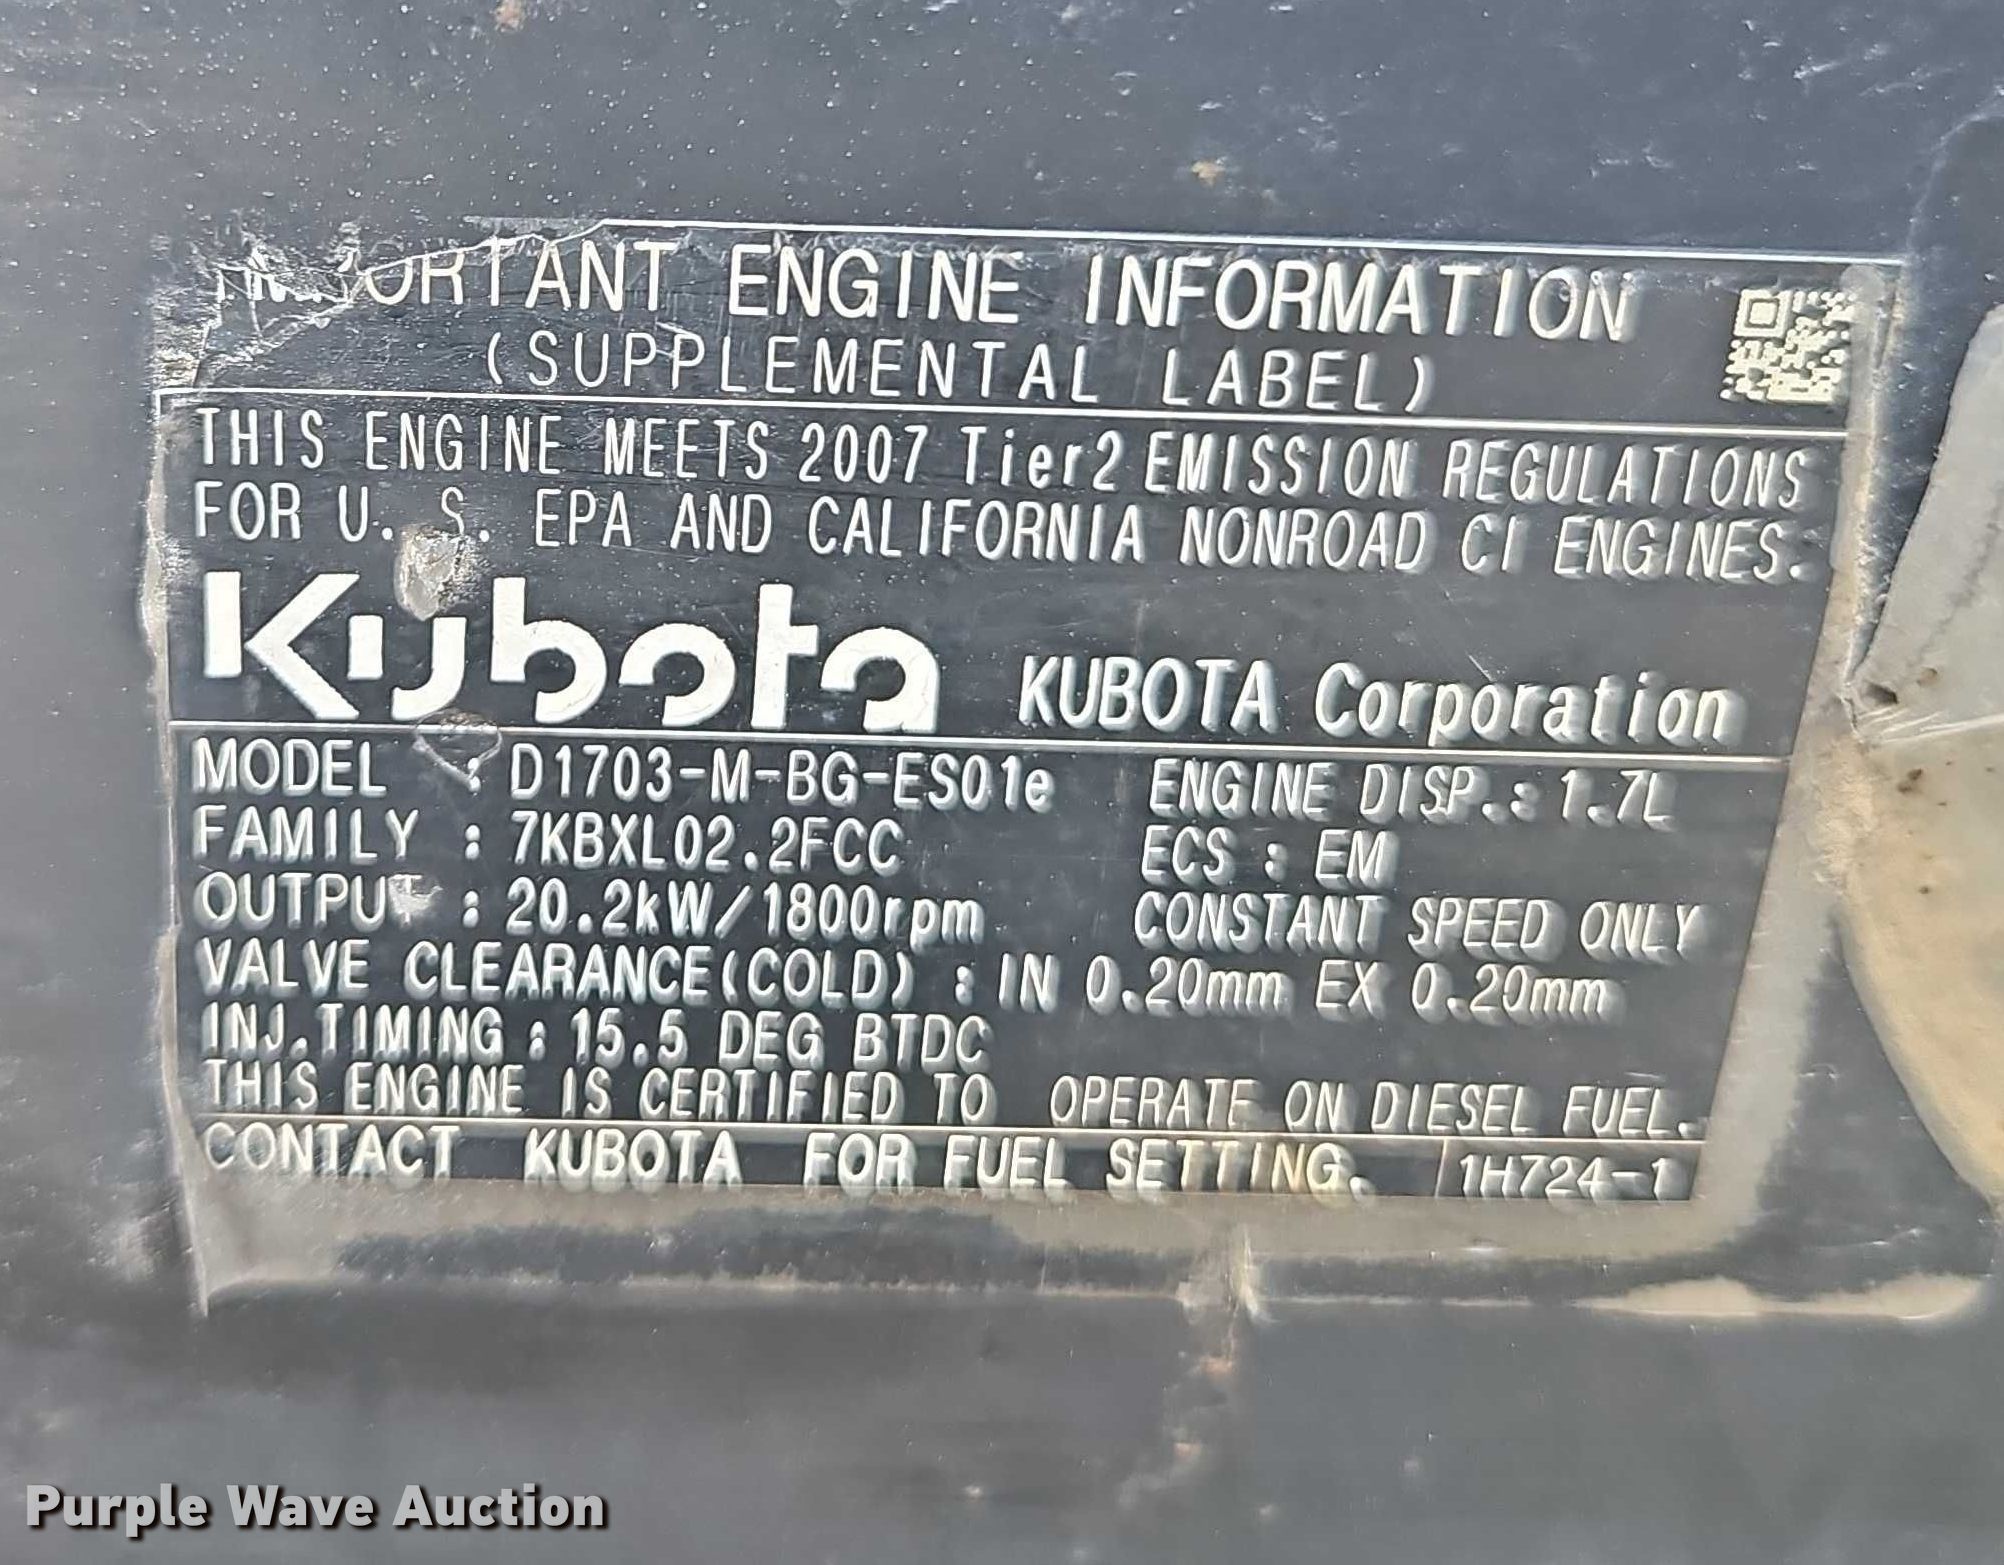 IMPORTANT ENGINE INFORMATION
(SUPPLEMENTAL LABEL)
THIS ENGINE MEETS 2007 Tier2 EMISSION REGULATIONS
FOR U. S. EPA AND CALIFORNIA NONROAD CI ENGINES.
Kubota KUBOTA Corporation
MODEL : D1703-M-BG-ES01e ENGINE DISP.: 1.7L
FAMILY : 7KBXL02.2FCC ECS : EM
OUTPUT : 20.2kW/1800rpm CONSTANT SPEED ONLY
VALVE CLEARANCE(COLD) : IN 0.20mm EX 0.20mm
INJ.TIMING : 15.5 DEG BTDC
THIS ENGINE IS CERTIFIED TO OPERATE ON DIESEL FUEL.
CONTACT KUBOTA FOR FUEL SETTING. 1H724-1
Purple Wave Auction